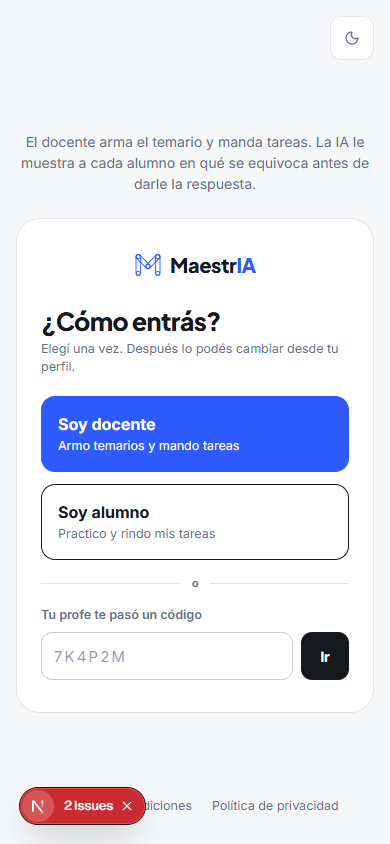 El docente arma el temario y manda tareas. La IA le
muestra a cada alumno en qué se equivoca antes de
darle la respuesta.
MaestrIA
¿Cómo entrás?
Elegí una vez. Después lo podés cambiar desde tu
perfil.
Soy docente
Armo temarios y mando tareas
Soy alumno
Practico y rindo mis tareas
o
Tu profe te pasó un código
7K4P2M
Ir
N 2 Issues diciones Política de privacidad